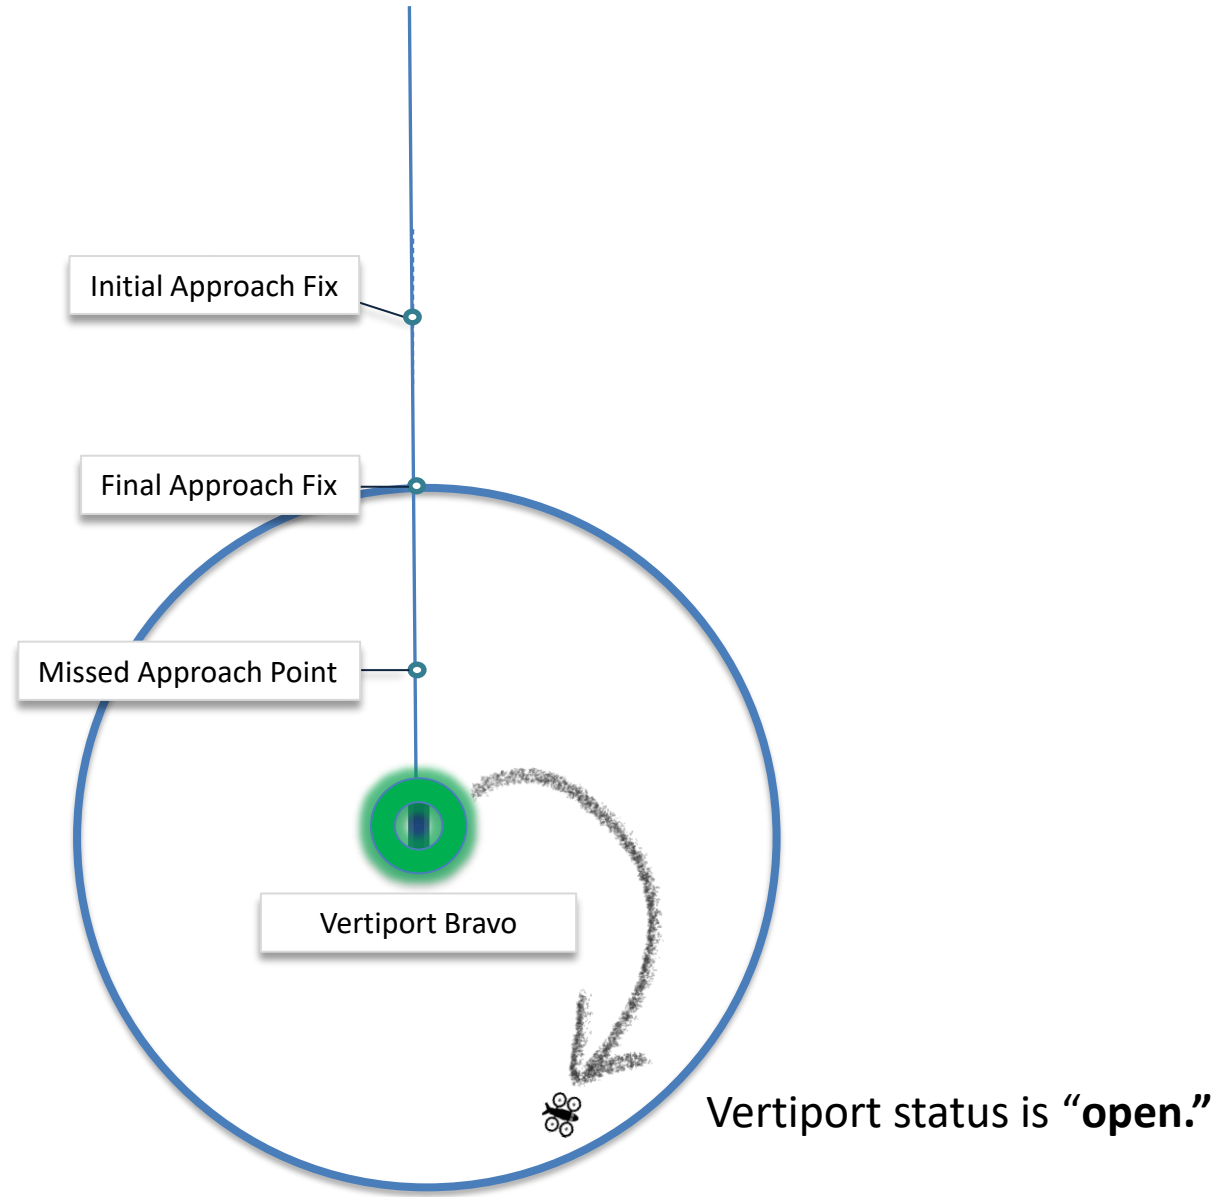 Initial Approach Fix
Final Approach Fix
Missed Approach Point
Vertiport Bravo
Vertiport status is “open.”